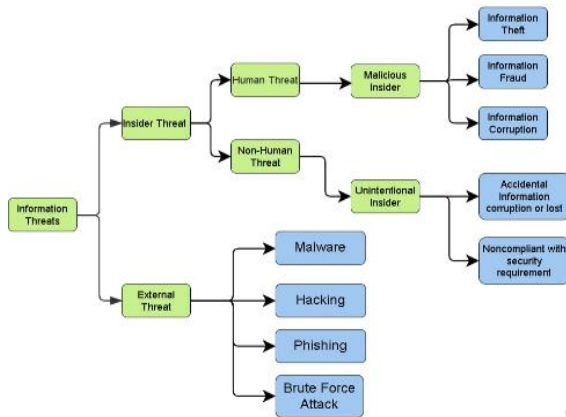 Information
Theft
Human Threat
Malicious
Insider
Information
Fraud
Insider Threat
Information
Corruption
Non-Human
Threat
Information
Threats
Unintentional
Insider
Accidental
Information
corruption or lost
Malware
Noncompliant with
security
requirement
External
Threat
Hacking
Phishing
Brute Force
Attack